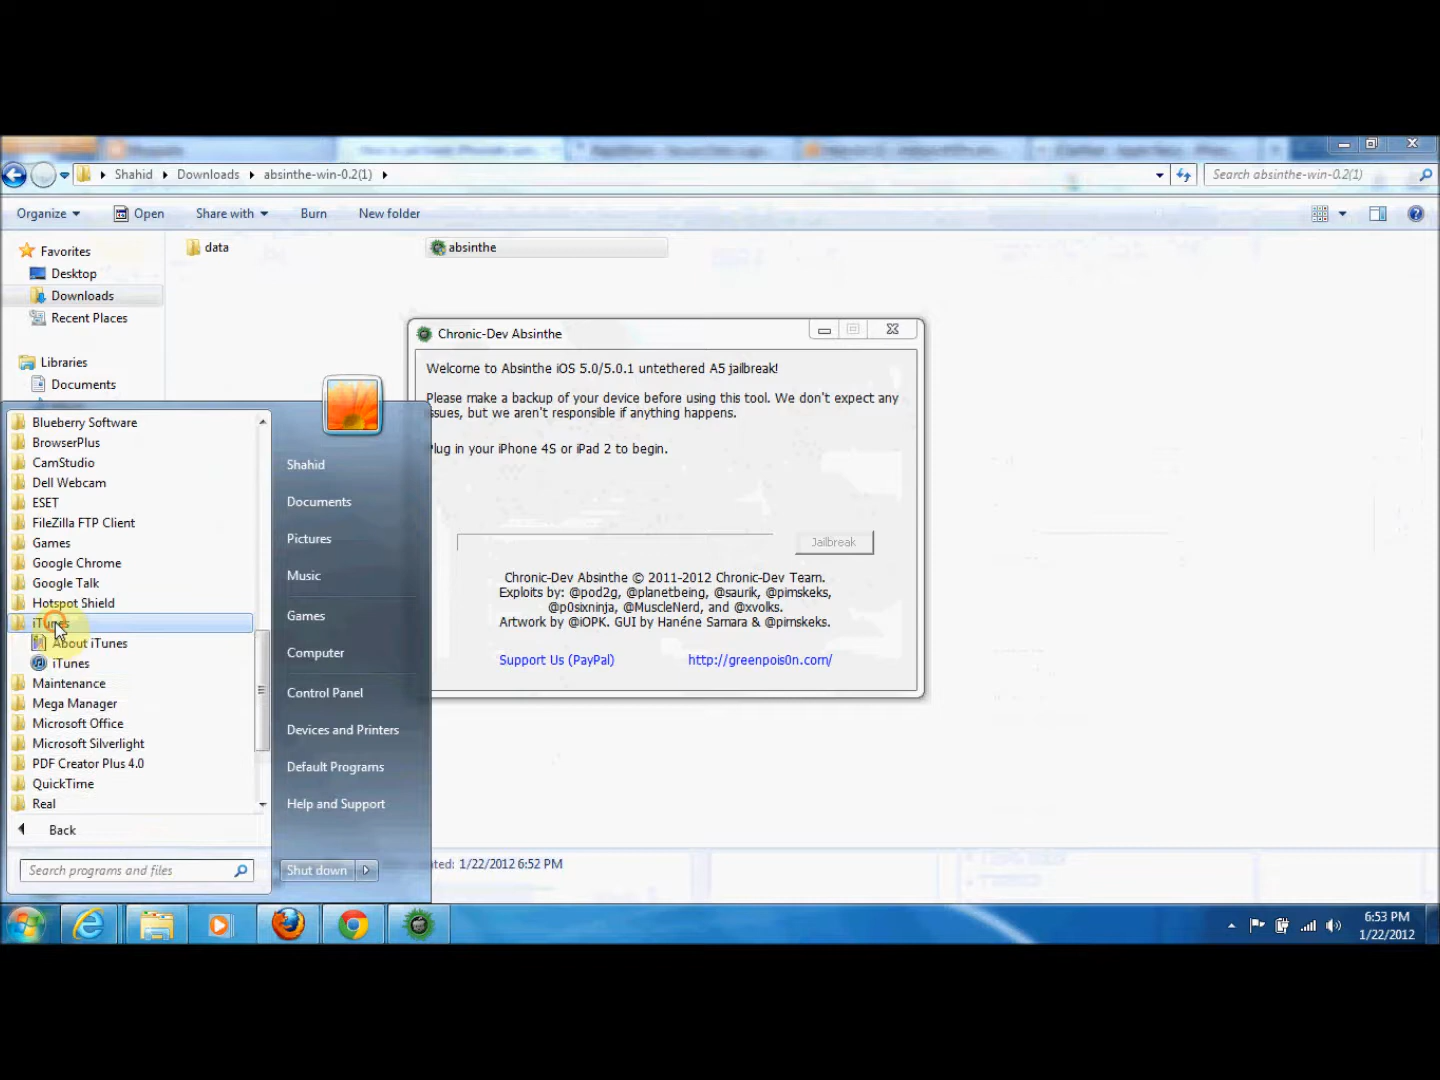 Shahid Downloads absinthe-win-0.2(1) Search absinthe-win-0.2(1)
Organize Open Share with Burn New folder
Favorites
Desktop
Downloads
Recent Places
Libraries
Documents
data absinthe
Chronic-Dev Absinthe
Welcome to Absinthe iOS 5.0/5.0.1 untethered A5 jailbreak!
Please make a backup of your device before using this tool. We don't expect any
issues, but we aren't responsible if anything happens.
Plug in your iPhone 4S or iPad 2 to begin.
Jailbreak
Chronic-Dev Absinthe © 2011-2012 Chronic-Dev Team.
Exploits by: @pod2g, @planetbeing, @saurik, @pimskeks,
@p0sixninja, @MuscleNerd, and @xvolks.
Artwork by @iOPK. GUI by Hanéne Samara & @pimskeks.
Support Us (PayPal) http://greenpois0n.com/
Blueberry Software
BrowserPlus
CamStudio
Dell Webcam
ESET
FileZilla FTP Client
Games
Google Chrome
Google Talk
Hotspot Shield
iTunes
About iTunes
iTunes
Maintenance
Mega Manager
Microsoft Office
Microsoft Silverlight
PDF Creator Plus 4.0
QuickTime
Real
Back
Search programs and files
Shahid
Documents
Pictures
Music
Games
Computer
Control Panel
Devices and Printers
Default Programs
Help and Support
Shut down
1/22/2012 6:52 PM
6:53 PM
1/22/2012